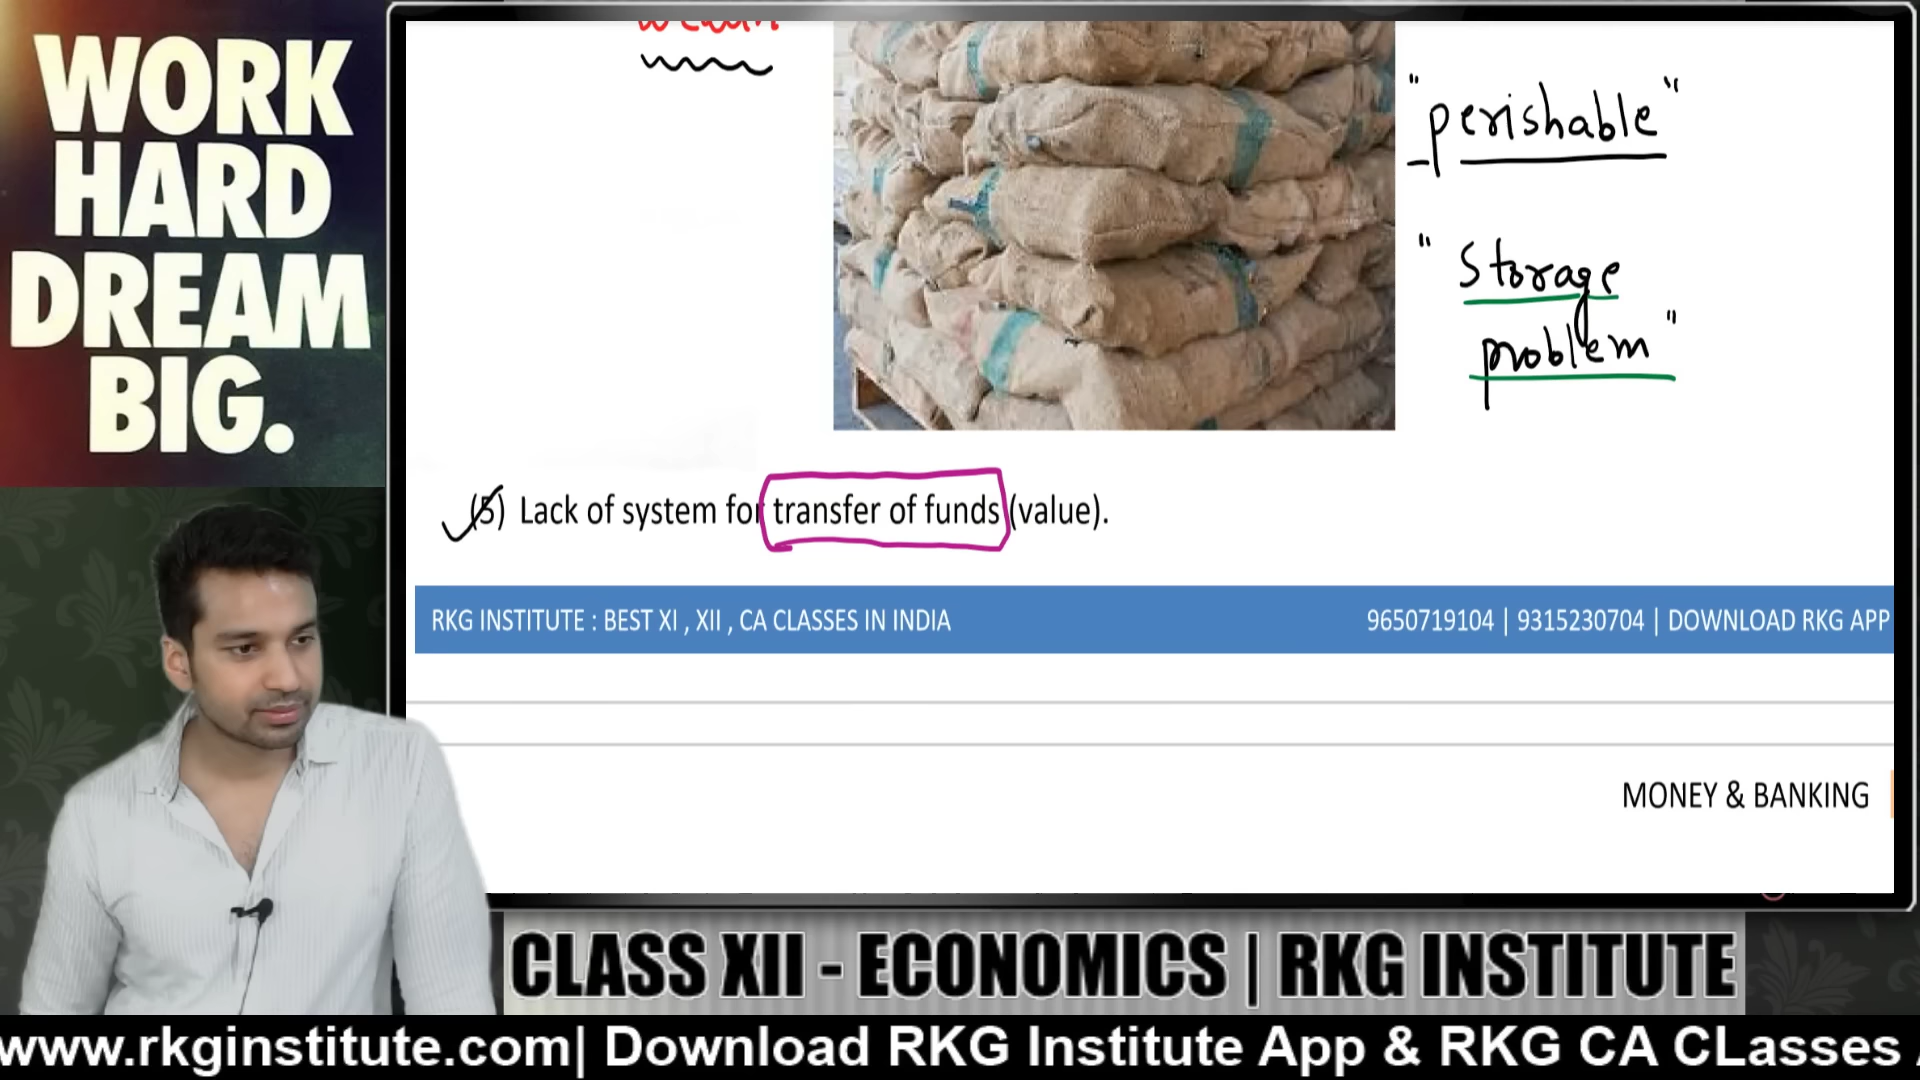 WORK
HARD
DREAM
BIG.
"perishable"
"Storage
problem"
(5) Lack of system for transfer of funds (value).
RKG INSTITUTE : BEST XI , XII , CA CLASSES IN INDIA
9650719104 | 9315230704 | DOWNLOAD RKG APP
MONEY & BANKING
CLASS XII - ECONOMICS | RKG INSTITUTE
www.rkginstitute.com| Download RKG Institute App & RKG CA CLasses